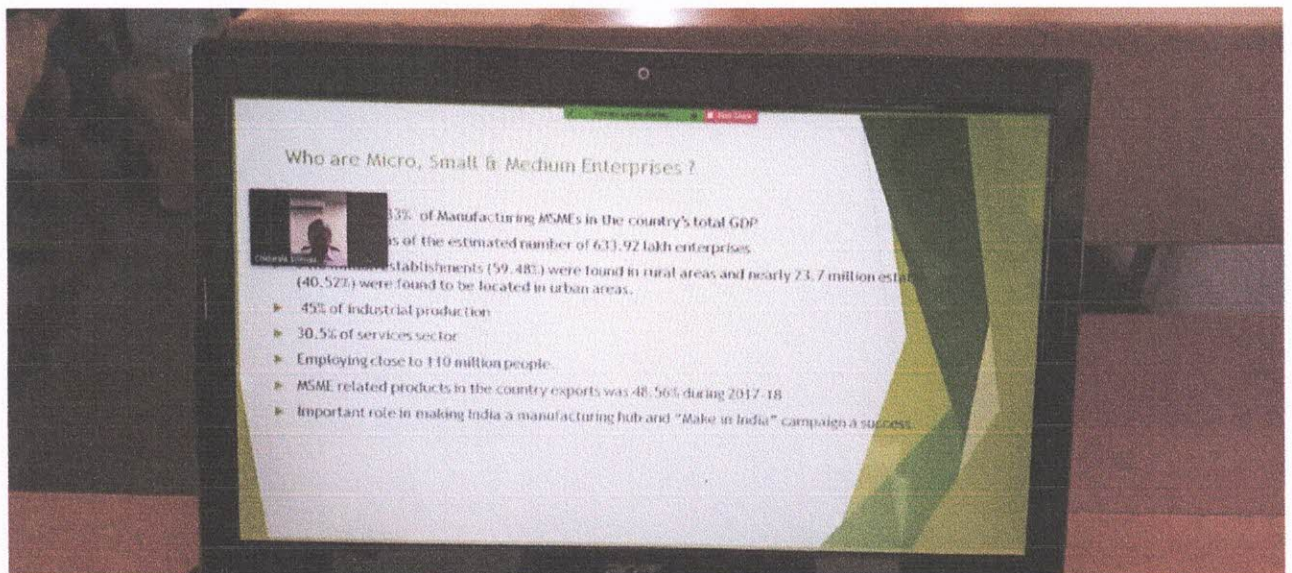 Who are Micro, Small & Medium Enterprises ?
33% of Manufacturing MSMEs in the country's total GDP
of the estimated number of 633.92 lakh enterprises
establishments (59.48%) were found in rural areas and nearly 23.7 million
(40.52%) were found to be located in urban areas.
45% of industrial production
30.5% of services sector
Employing close to 110 million people
MSME related products in the country exports was 48.56% during 2017-18
Important role in making India a manufacturing hub and "Make in India" campaign a success
acer